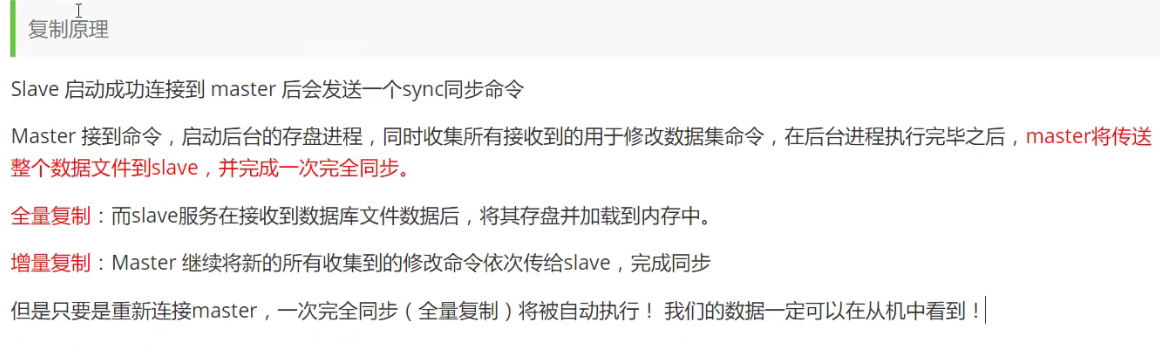 复制原理
Slave 启动成功连接到 master 后会发送一个sync同步命令
Master 接到命令，启动后台的存盘进程，同时收集所有接收到的用于修改数据集命令，在后台进程执行完毕之后，master将传送
整个数据文件到slave，并完成一次完全同步。
全量复制：而slave服务在接收到数据库文件数据后，将其存盘并加载到内存中。
增量复制：Master 继续将新的所有收集到的修改命令依次传给slave，完成同步
但是只要是重新连接master，一次完全同步（全量复制）将被自动执行！ 我们的数据一定可以在从机中看到！